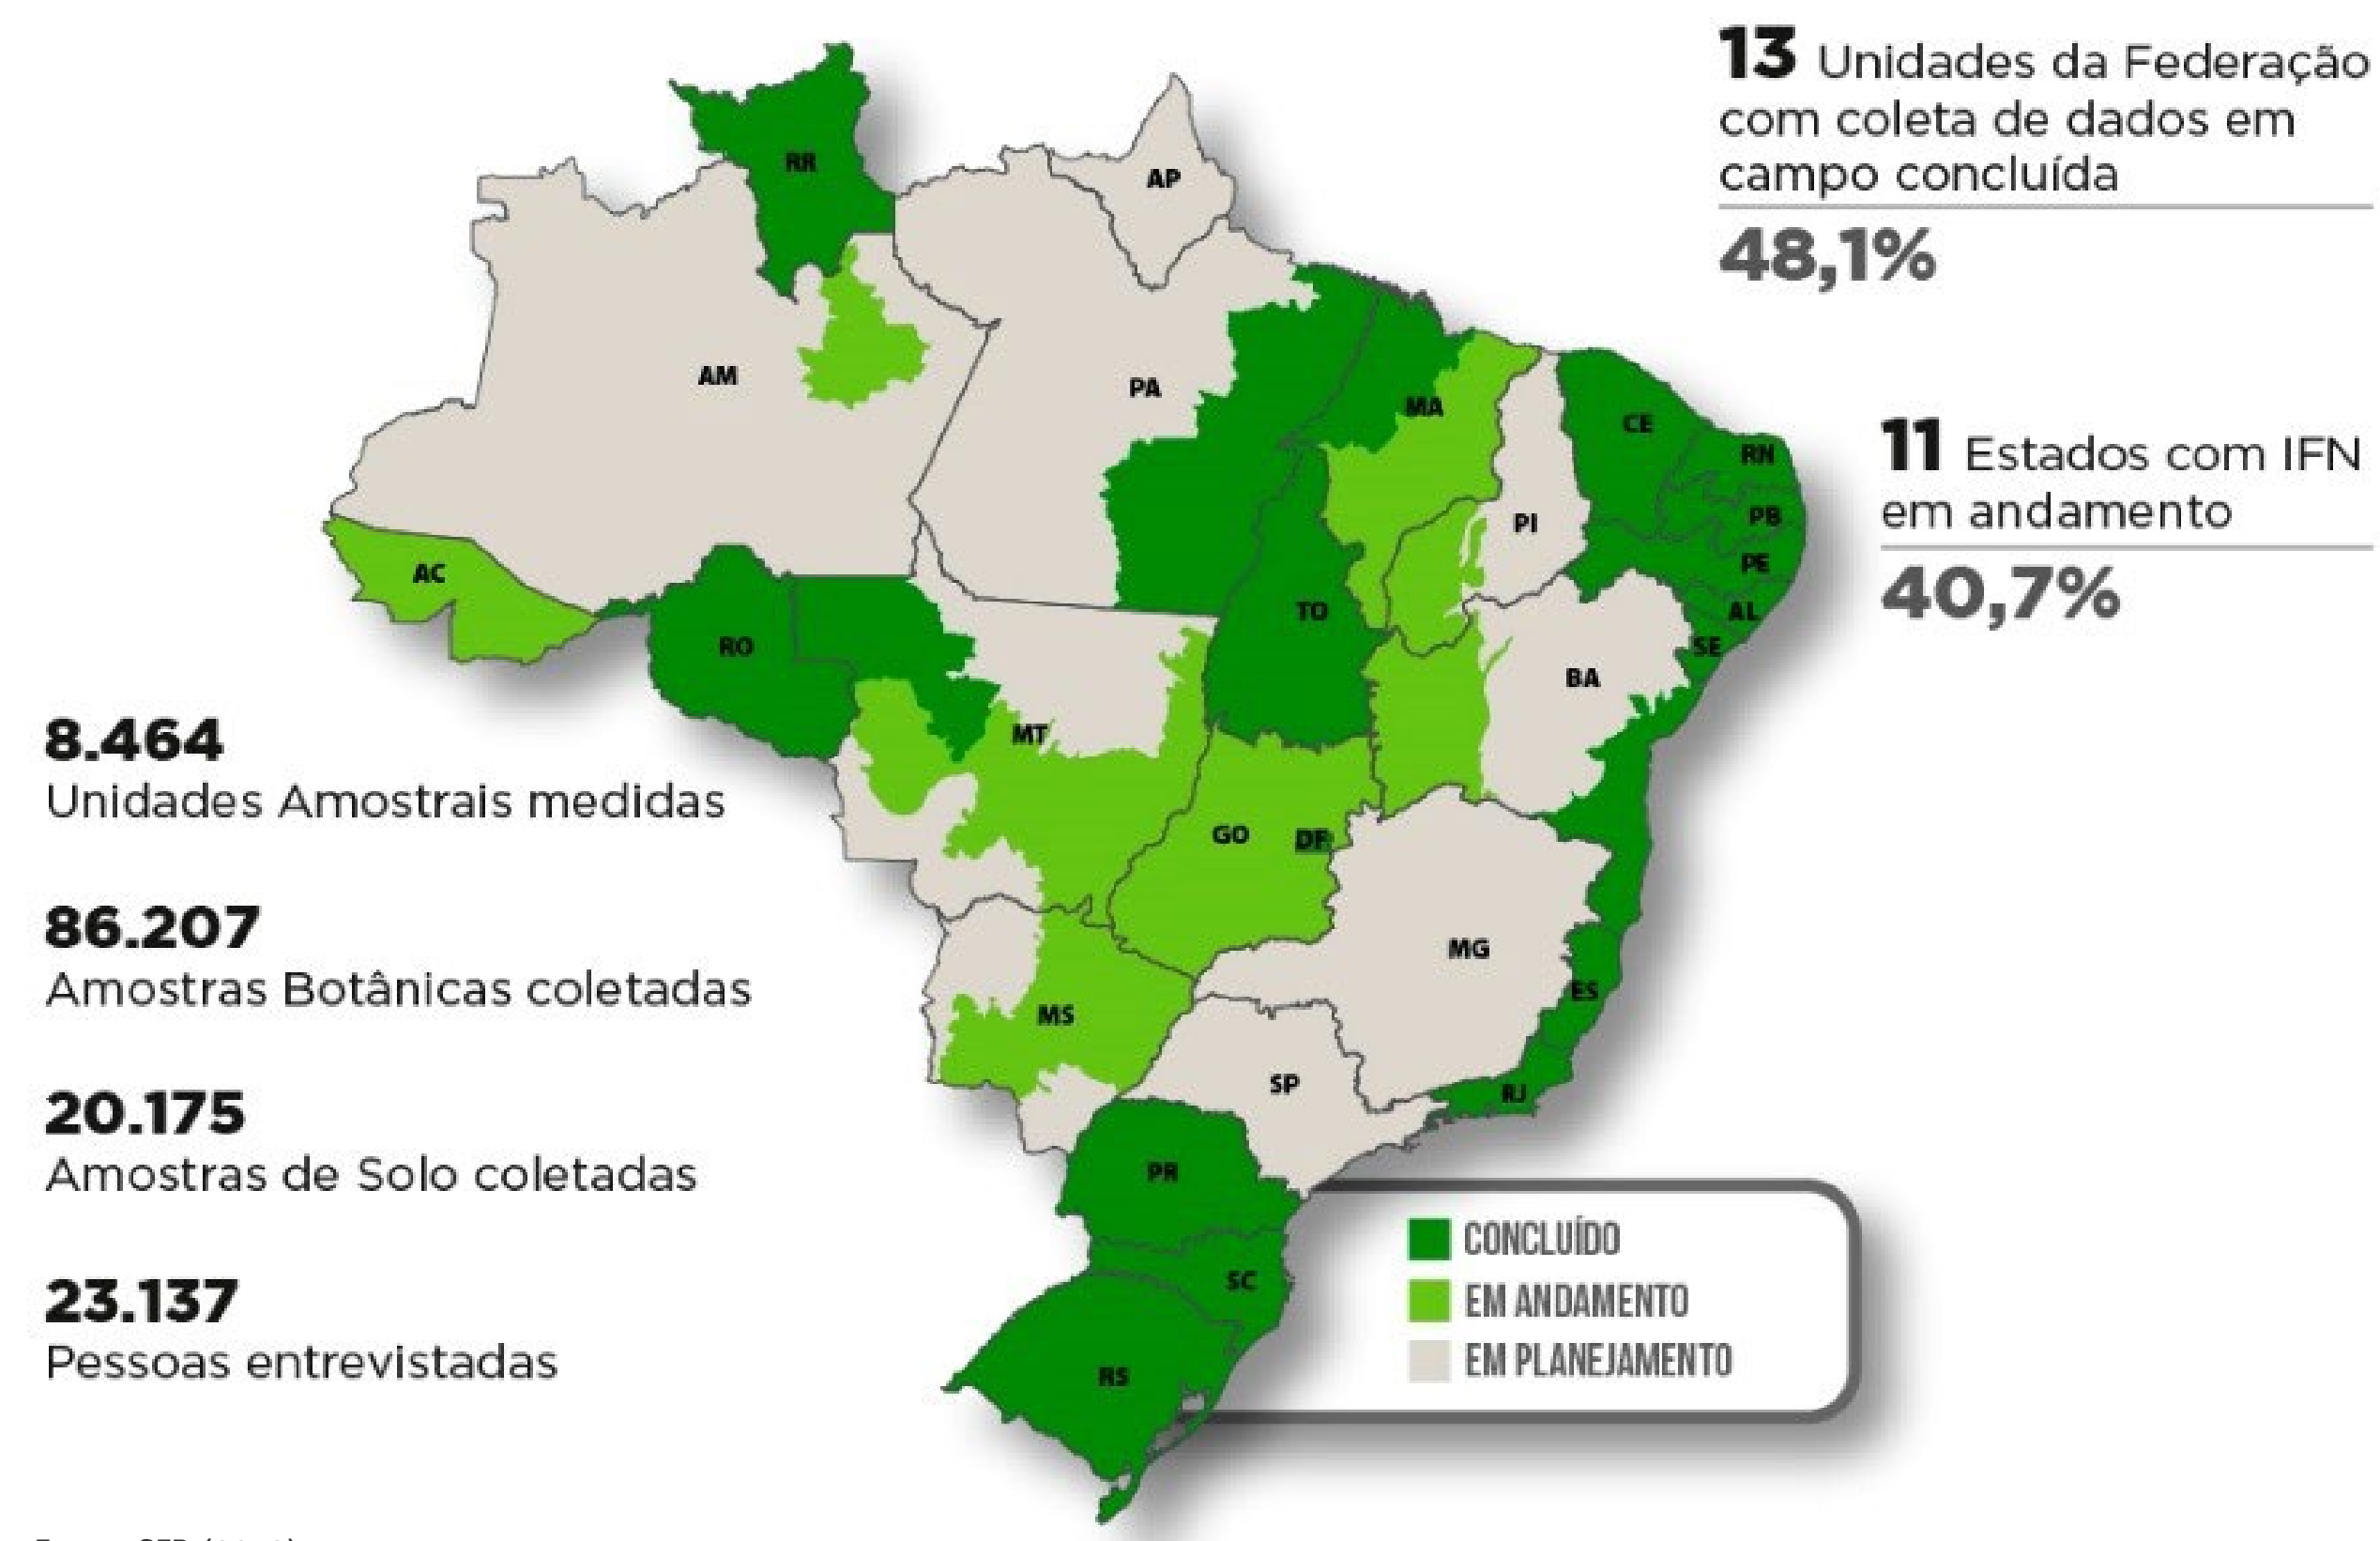 13 Unidades da Federação
com coleta de dados em
campo concluída
48,1%
11 Estados com IFN
em andamento
40,7%
8.464
Unidades Amostrais medidas
86.207
Amostras Botânicas coletadas
20.175
Amostras de Solo coletadas
23.137
Pessoas entrevistadas
RR
AP
AM
PA
MA
CE
RN
PI
PB
PE
AC
TO
AL
RO
SE
BA
MT
GO
DF
MG
ES
MS
SP
RJ
PR
SC
RS
CONCLUÍDO
EM ANDAMENTO
EM PLANEJAMENTO